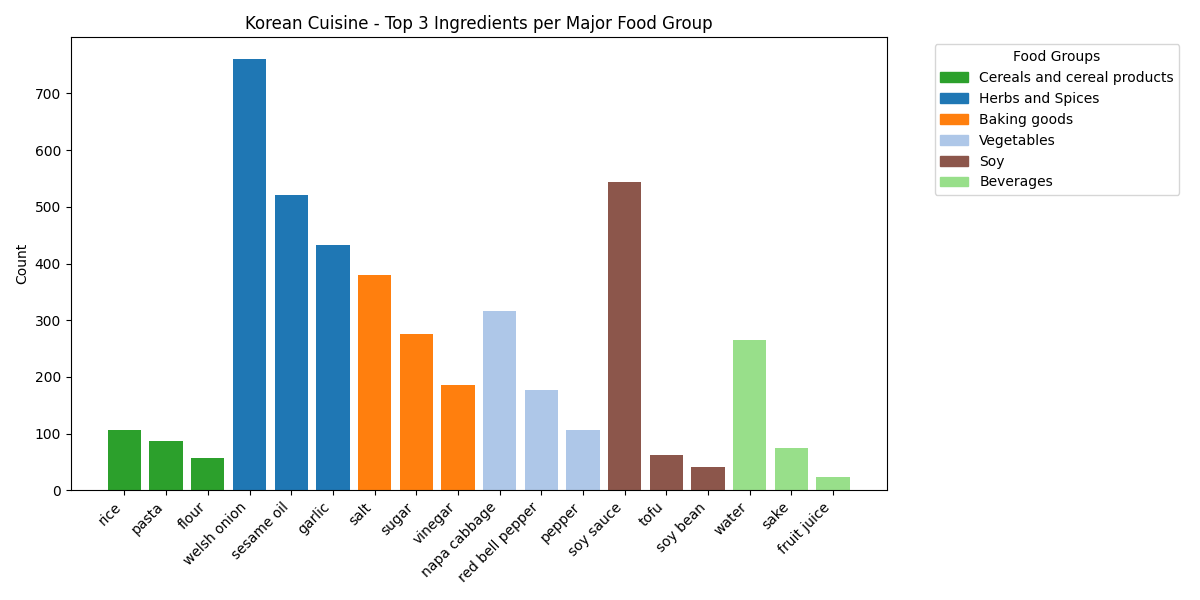 Korean Cuisine - Top 3 Ingredients per Major Food Group
Count
700
600
500
400
300
200
100
0
rice
pasta
flour
welsh onion
sesame oil
garlic
salt
sugar
vinegar
napa cabbage
red bell pepper
pepper
soy sauce
tofu
soy bean
water
sake
fruit juice
Food Groups
Cereals and cereal products
Herbs and Spices
Baking goods
Vegetables
Soy
Beverages